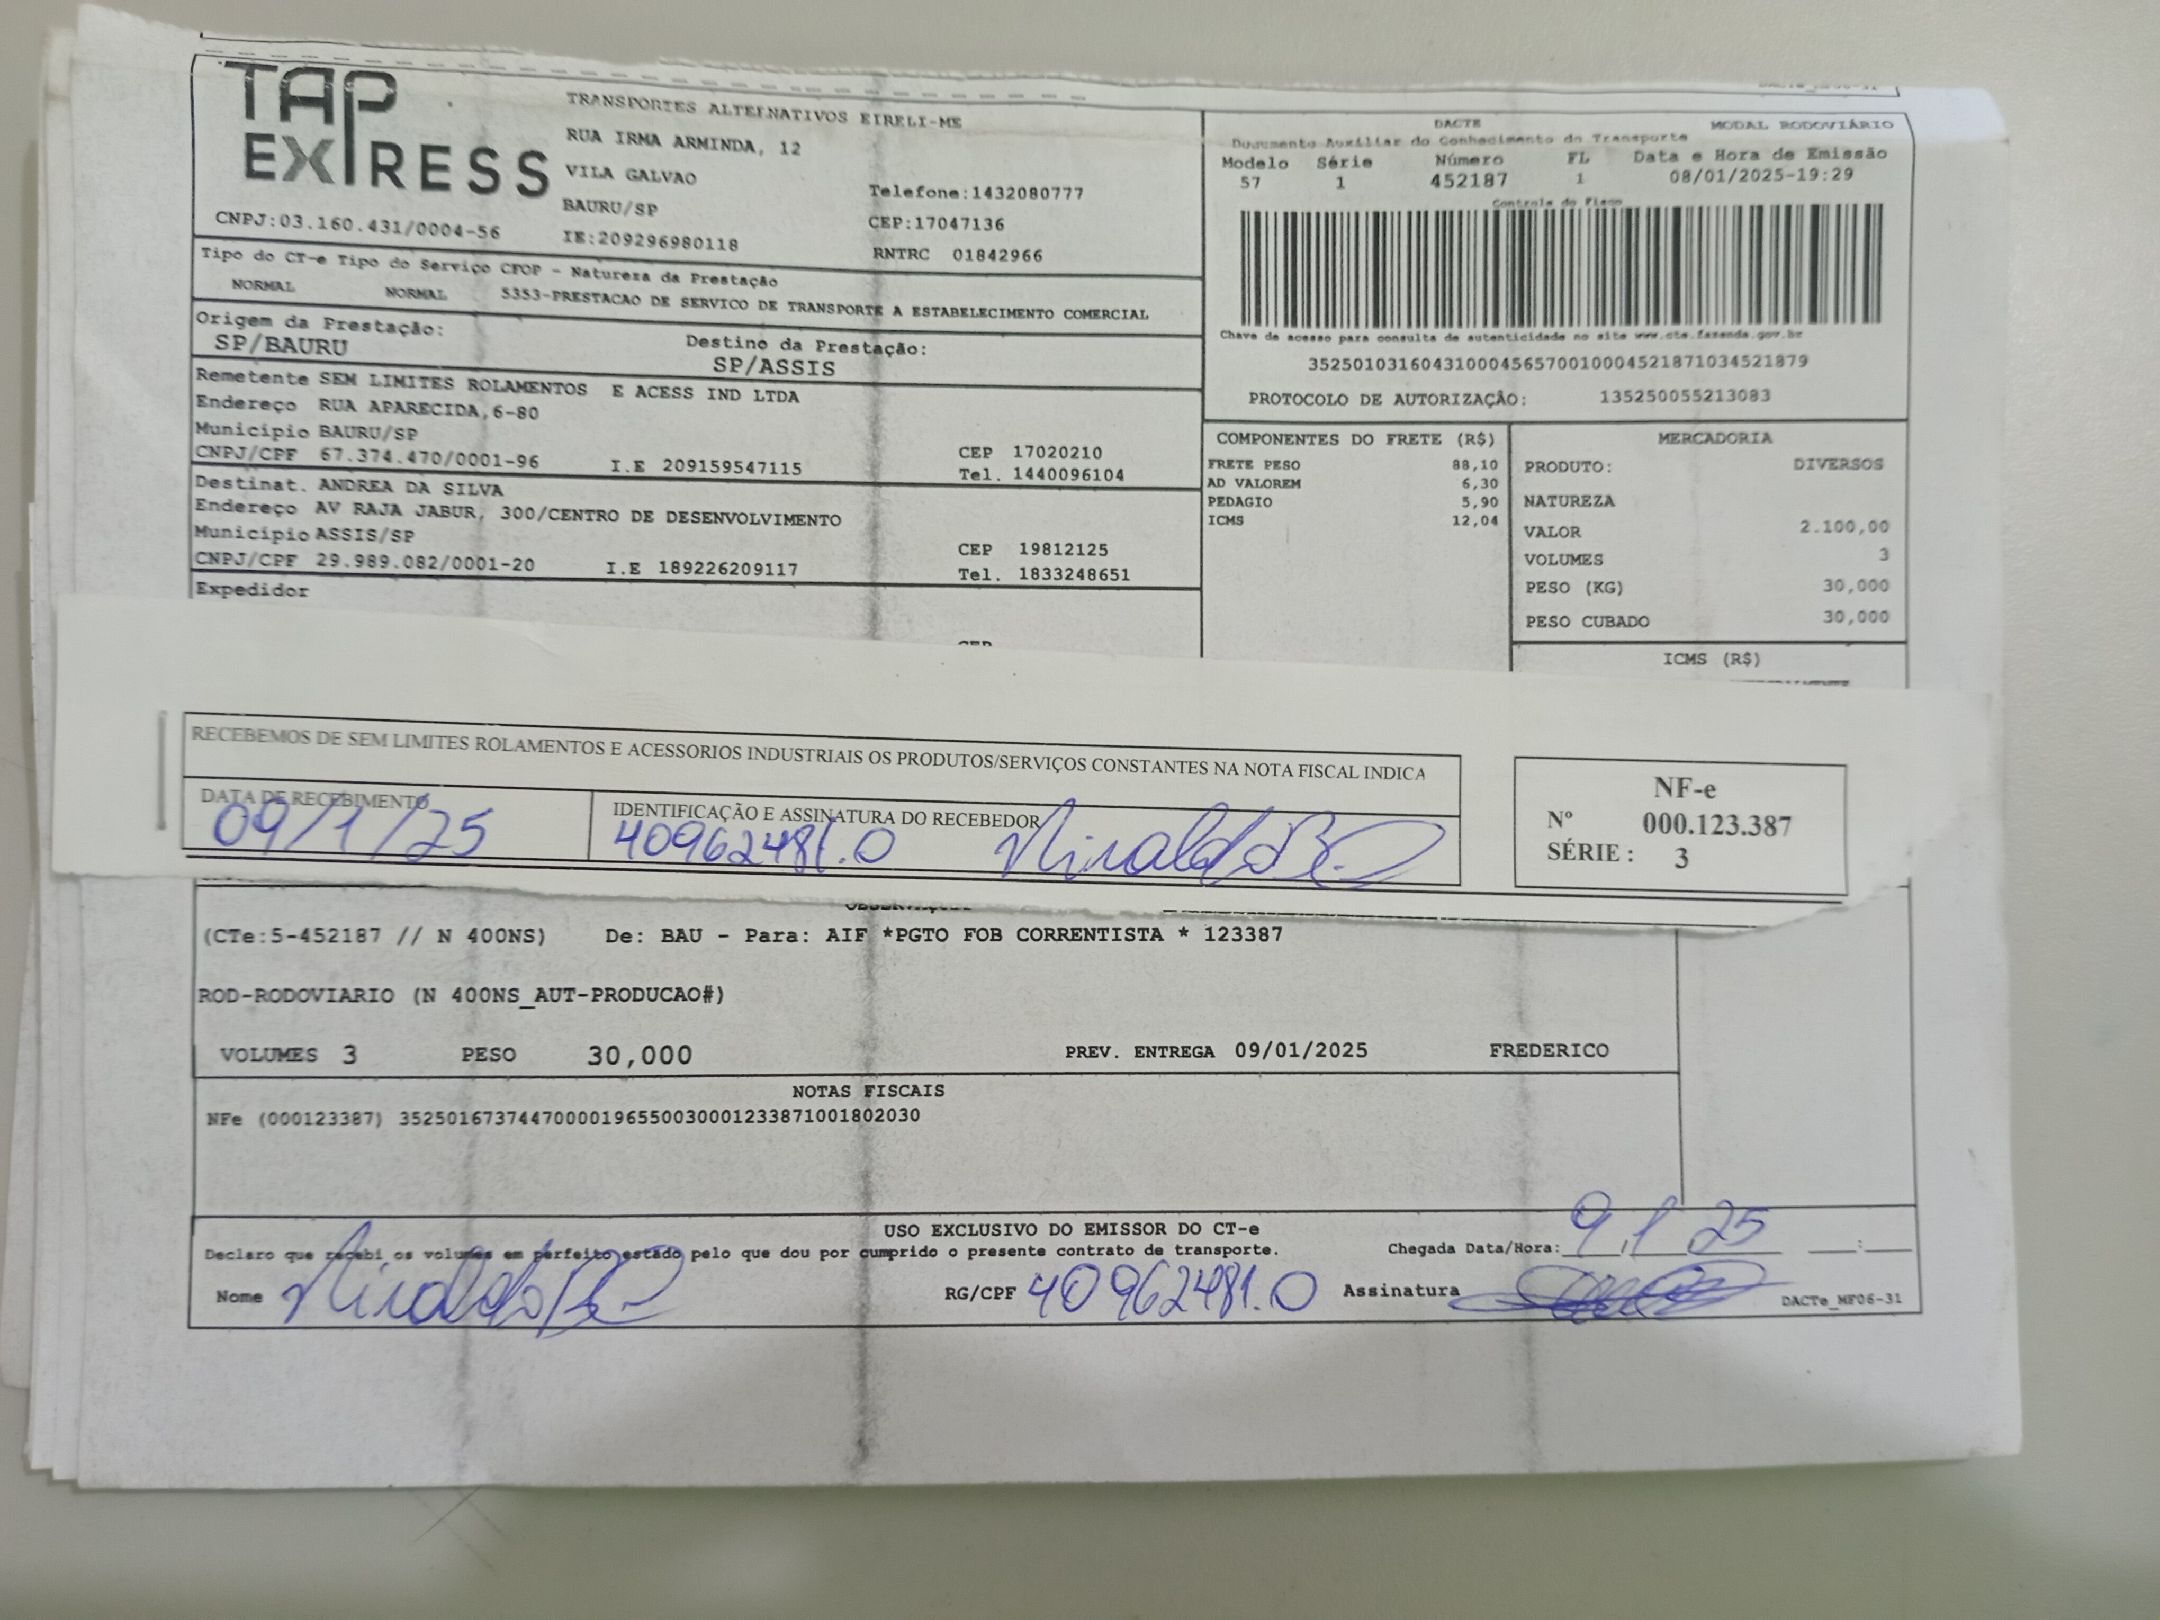 TAP
EXPRESS
TRANSPORTES ALTERNATIVOS EIRELI-ME
RUA IRMA ARMINDA, 12
VILA GALVAO
BAURU/SP
Telefone:1432080777
CEP:17047136
CNPJ:03.160.431/0004-56
IE:209296980118
RNTRC 01842966
DACTE
MODAL RODOVIÁRIO
Documento Auxiliar do Conhecimento do Transporte
Modelo Série Número FL Data e Hora de Emissão
57 1 452187 1 08/01/2025-19:29
Controle do Fisco
Chave de acesso para consulta de autenticidade no site www.cte.fazenda.gov.br
35250103160431000456570010004521871034521879
PROTOCOLO DE AUTORIZAÇÃO: 135250055213083
Tipo do CT-e Tipo do Serviço CFOP - Natureza da Prestação
NORMAL NORMAL 5353-PRESTACAO DE SERVICO DE TRANSPORTE A ESTABELECIMENTO COMERCIAL
Origem da Prestação:
SP/BAURU
Destino da Prestação:
SP/ASSIS
Remetente SEM LIMITES ROLAMENTOS E ACESS IND LTDA
Endereço RUA APARECIDA,6-80
Município BAURU/SP
CEP 17020210
CNPJ/CPF 67.374.470/0001-96 I.E 209159547115 Tel. 1440096104
Destinat. ANDREA DA SILVA
Endereço AV RAJA JABUR, 300/CENTRO DE DESENVOLVIMENTO
Município ASSIS/SP
CEP 19812125
CNPJ/CPF 29.989.082/0001-20 I.E 189226209117 Tel. 1833248651
Expedidor
COMPONENTES DO FRETE (R$)
FRETE PESO 88,10
AD VALOREM 6,30
PEDAGIO 5,90
ICMS 12,04
MERCADORIA
PRODUTO: DIVERSOS
NATUREZA
VALOR 2.100,00
VOLUMES 3
PESO (KG) 30,000
PESO CUBADO 30,000
ICMS (R$)
RECEBEMOS DE SEM LIMITES ROLAMENTOS E ACESSORIOS INDUSTRIAIS OS PRODUTOS/SERVIÇOS CONSTANTES NA NOTA FISCAL INDICA
DATA DE RECEBIMENTO
09/1/25
IDENTIFICAÇÃO E ASSINATURA DO RECEBEDOR
40962481.0
NF-e
Nº 000.123.387
SÉRIE : 3
(CTe:5-452187 // N 400NS) De: BAU - Para: AIF *PGTO FOB CORRENTISTA * 123387
ROD-RODOVIARIO (N 400NS_AUT-PRODUCAO#)
VOLUMES 3 PESO 30,000 PREV. ENTREGA 09/01/2025 FREDERICO
NOTAS FISCAIS
NFe (000123387) 35250167374470000196550030001233871001802030
USO EXCLUSIVO DO EMISSOR DO CT-e
Declaro que recebi os volumes em perfeito estado pelo que dou por cumprido o presente contrato de transporte.
Chegada Data/Hora: 9/1/25
Nome
RG/CPF 40962481.0
Assinatura
DACTe_MF06-31